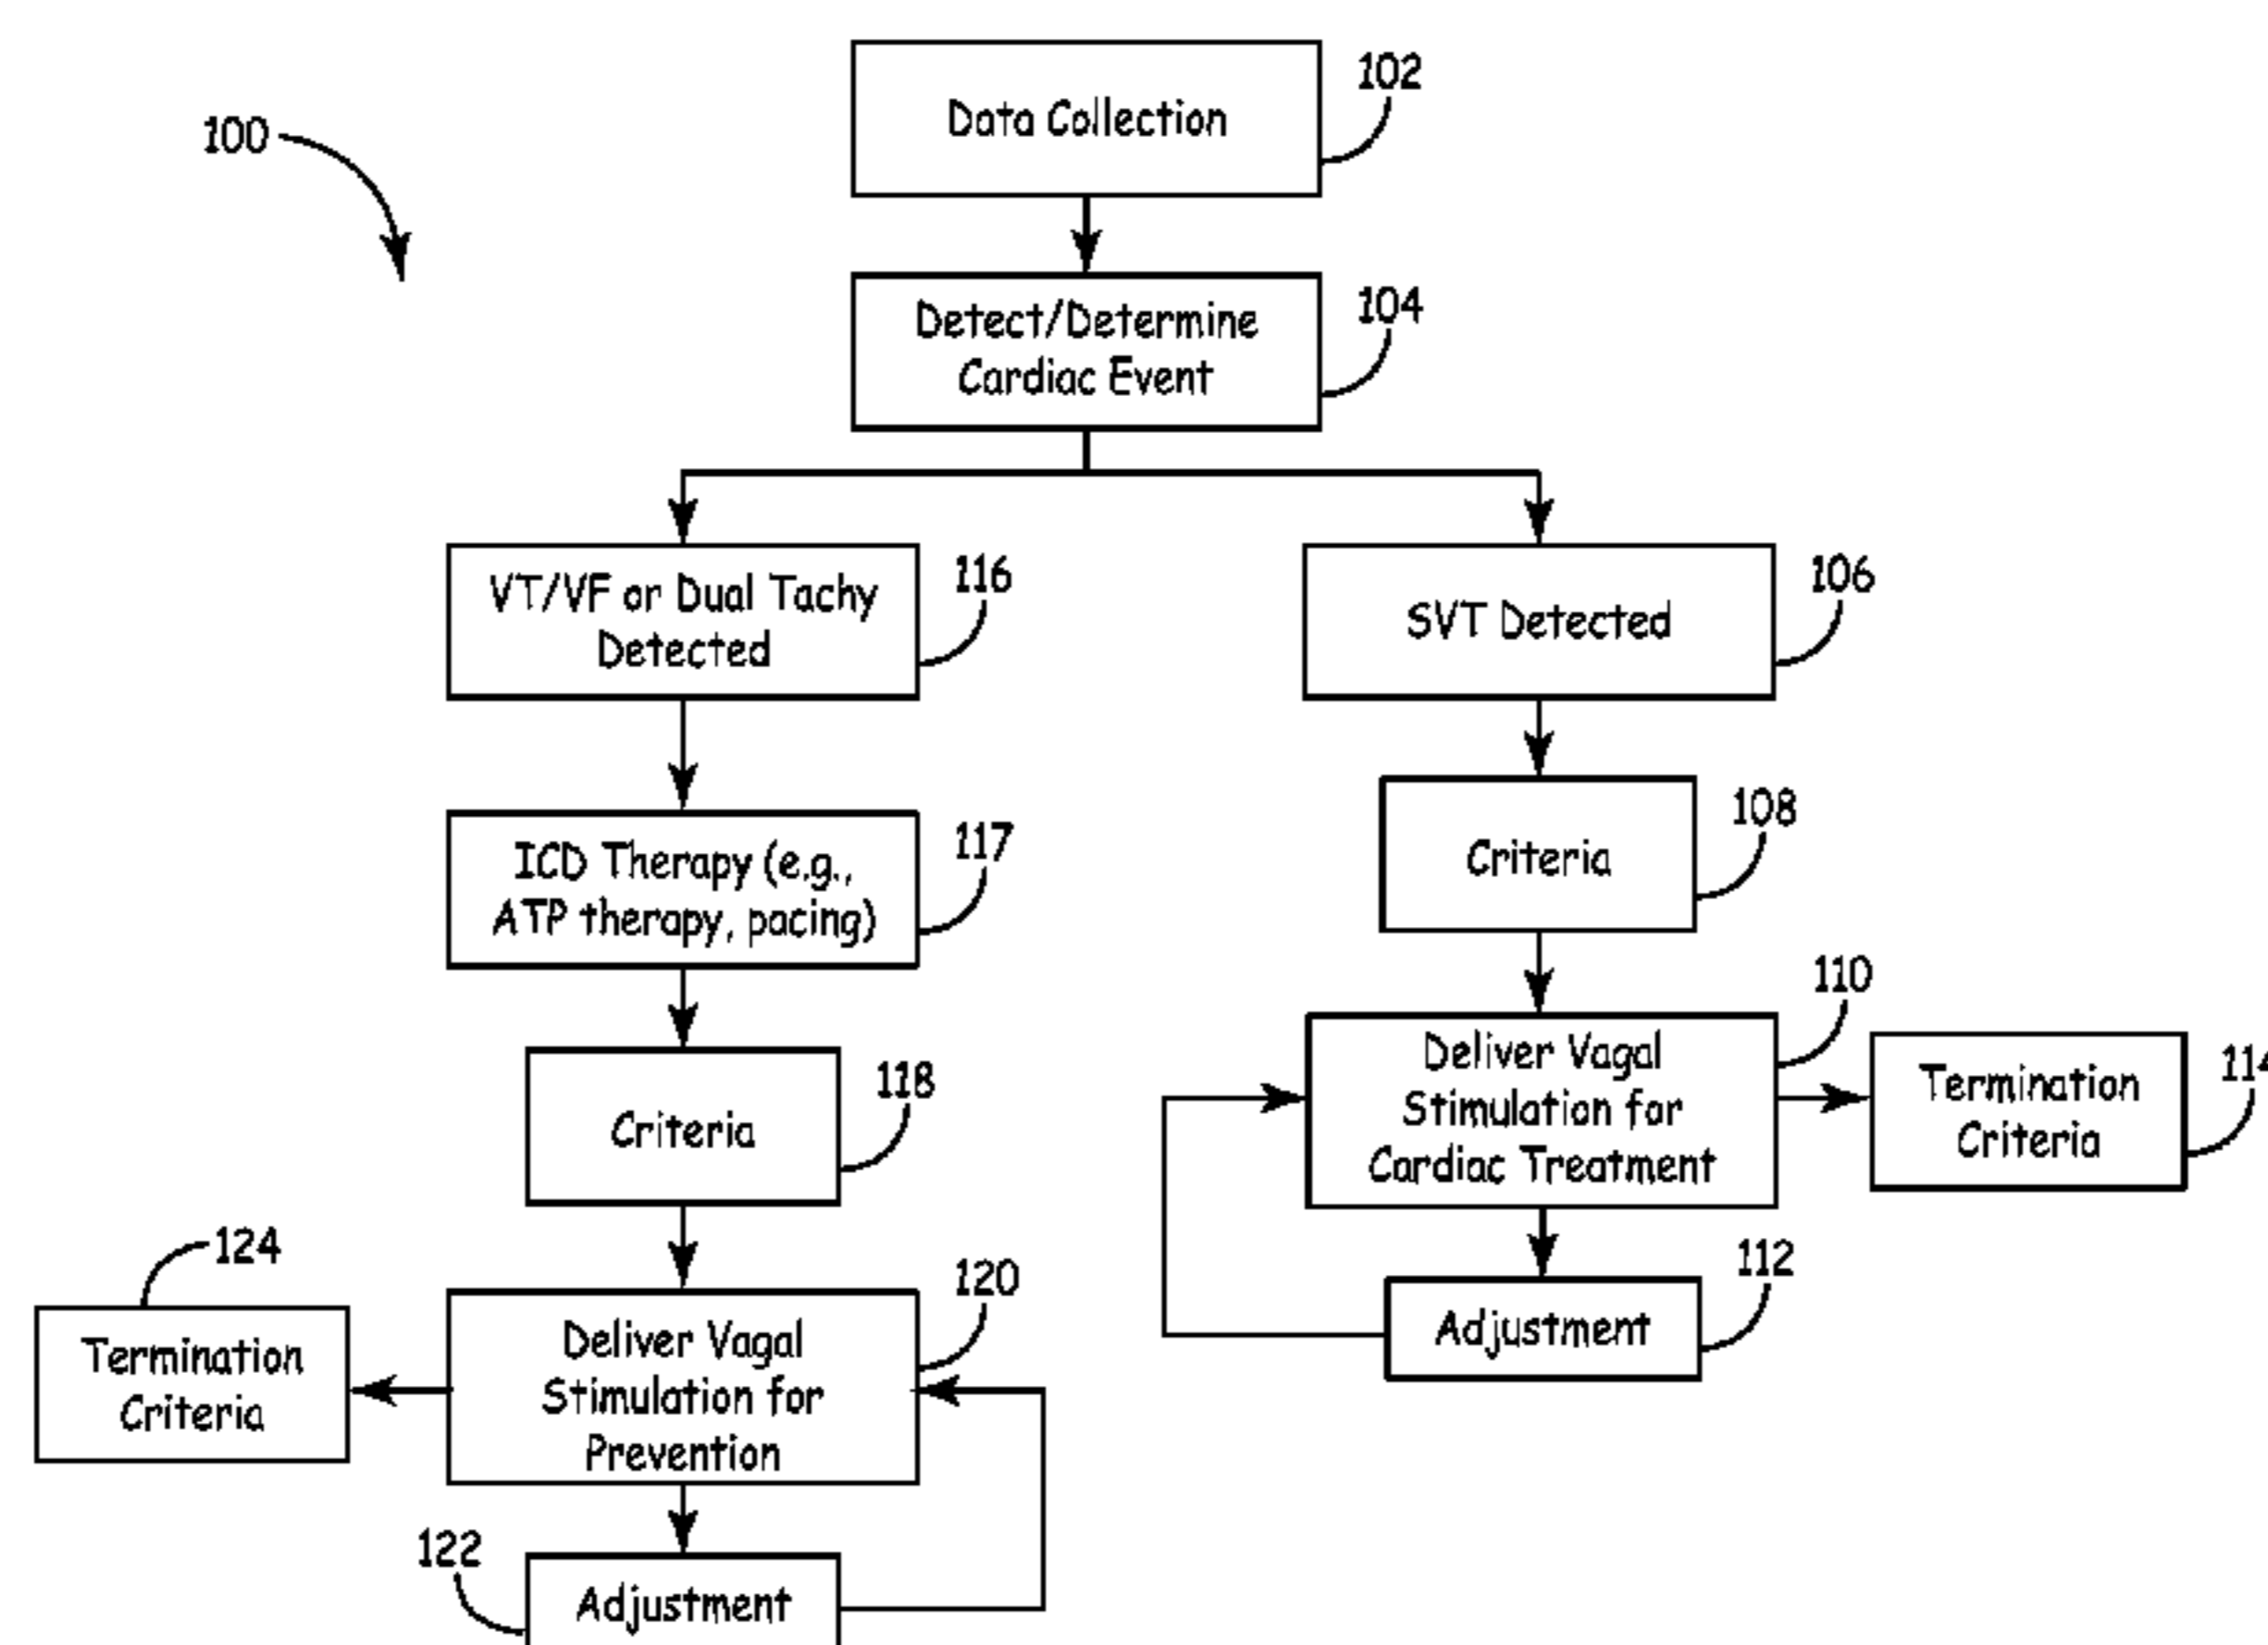 102
Data Collection
100
104
Detect/Determine
Cardiac Event
116
VT/VF or Dual Tachy
Detected
106
SVT Detected
117
ICD Therapy (e.g.,
ATP therapy, pacing)
108
Criteria
110
Deliver Vagal
Stimulation for
Cardiac Treatment
114
Termination
Criteria
118
Criteria
112
Adjustment
124
Termination
Criteria
120
Deliver Vagal
Stimulation for
Prevention
122
Adjustment